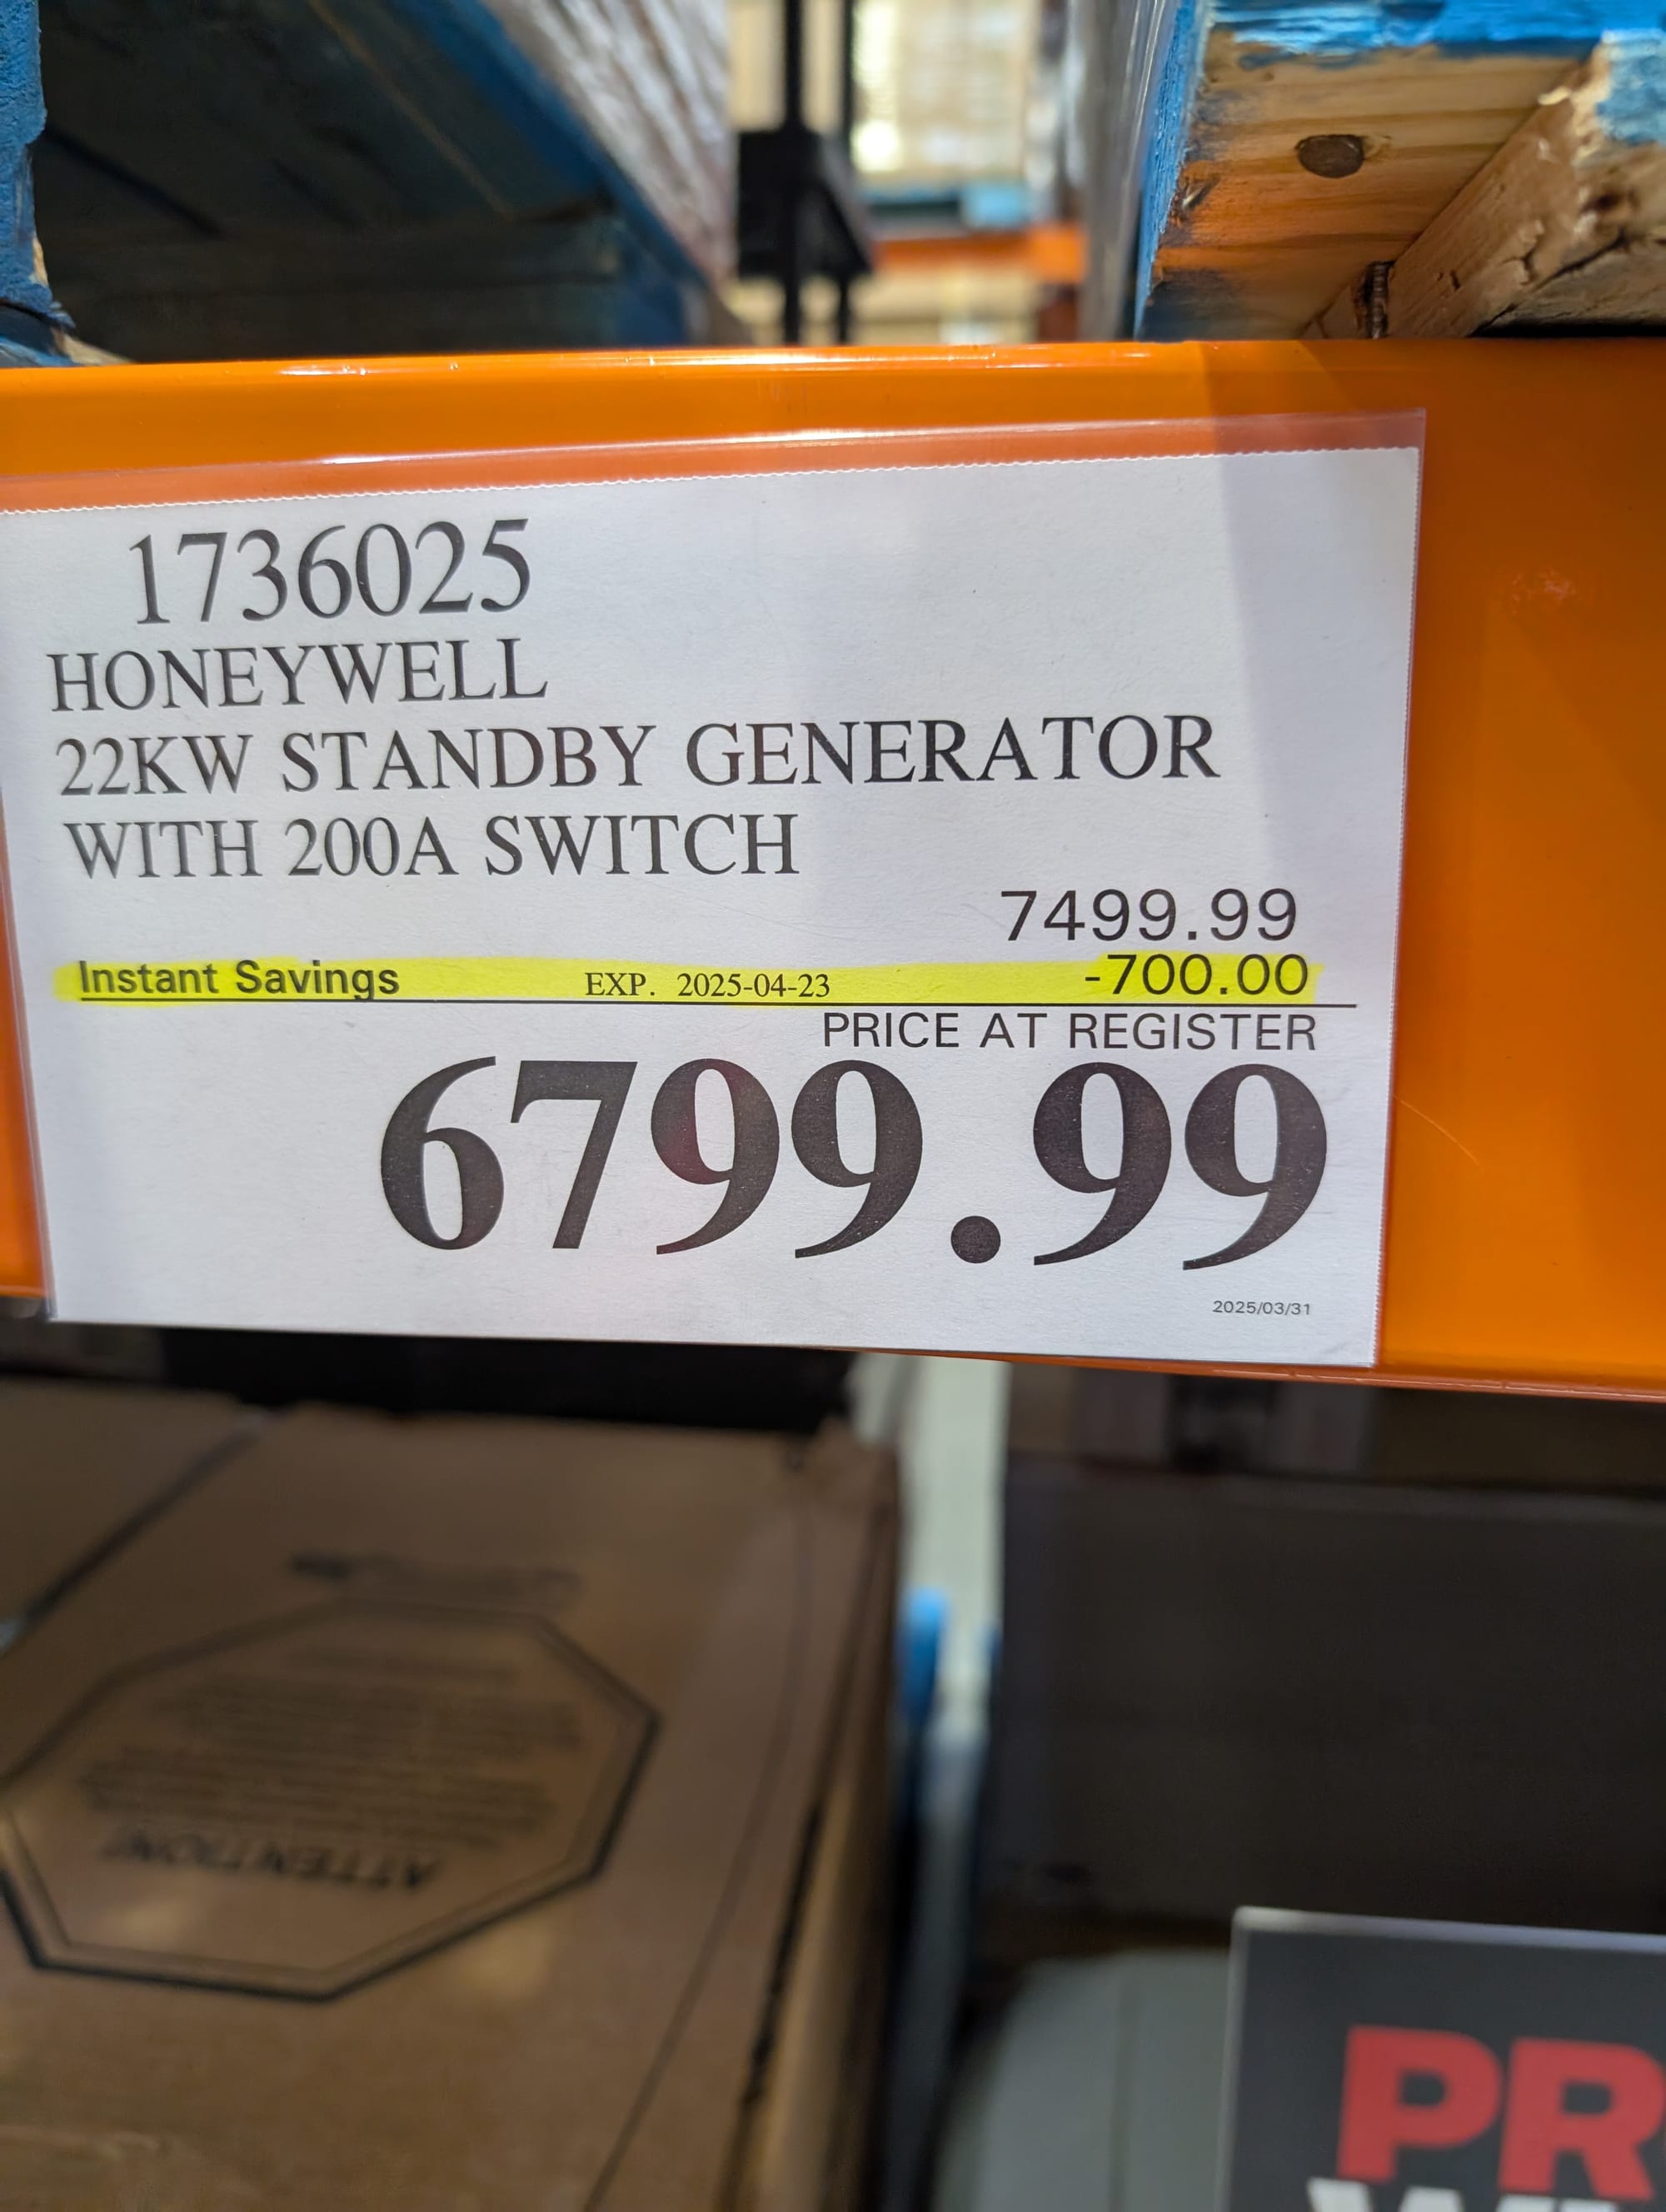 1736025
HONEYWELL
22KW STANDBY GENERATOR
WITH 200A SWITCH
7499.99
Instant Savings EXP. 2025-04-23 -700.00
PRICE AT REGISTER
6799.99
2025/03/31
ATTENTION!
PR